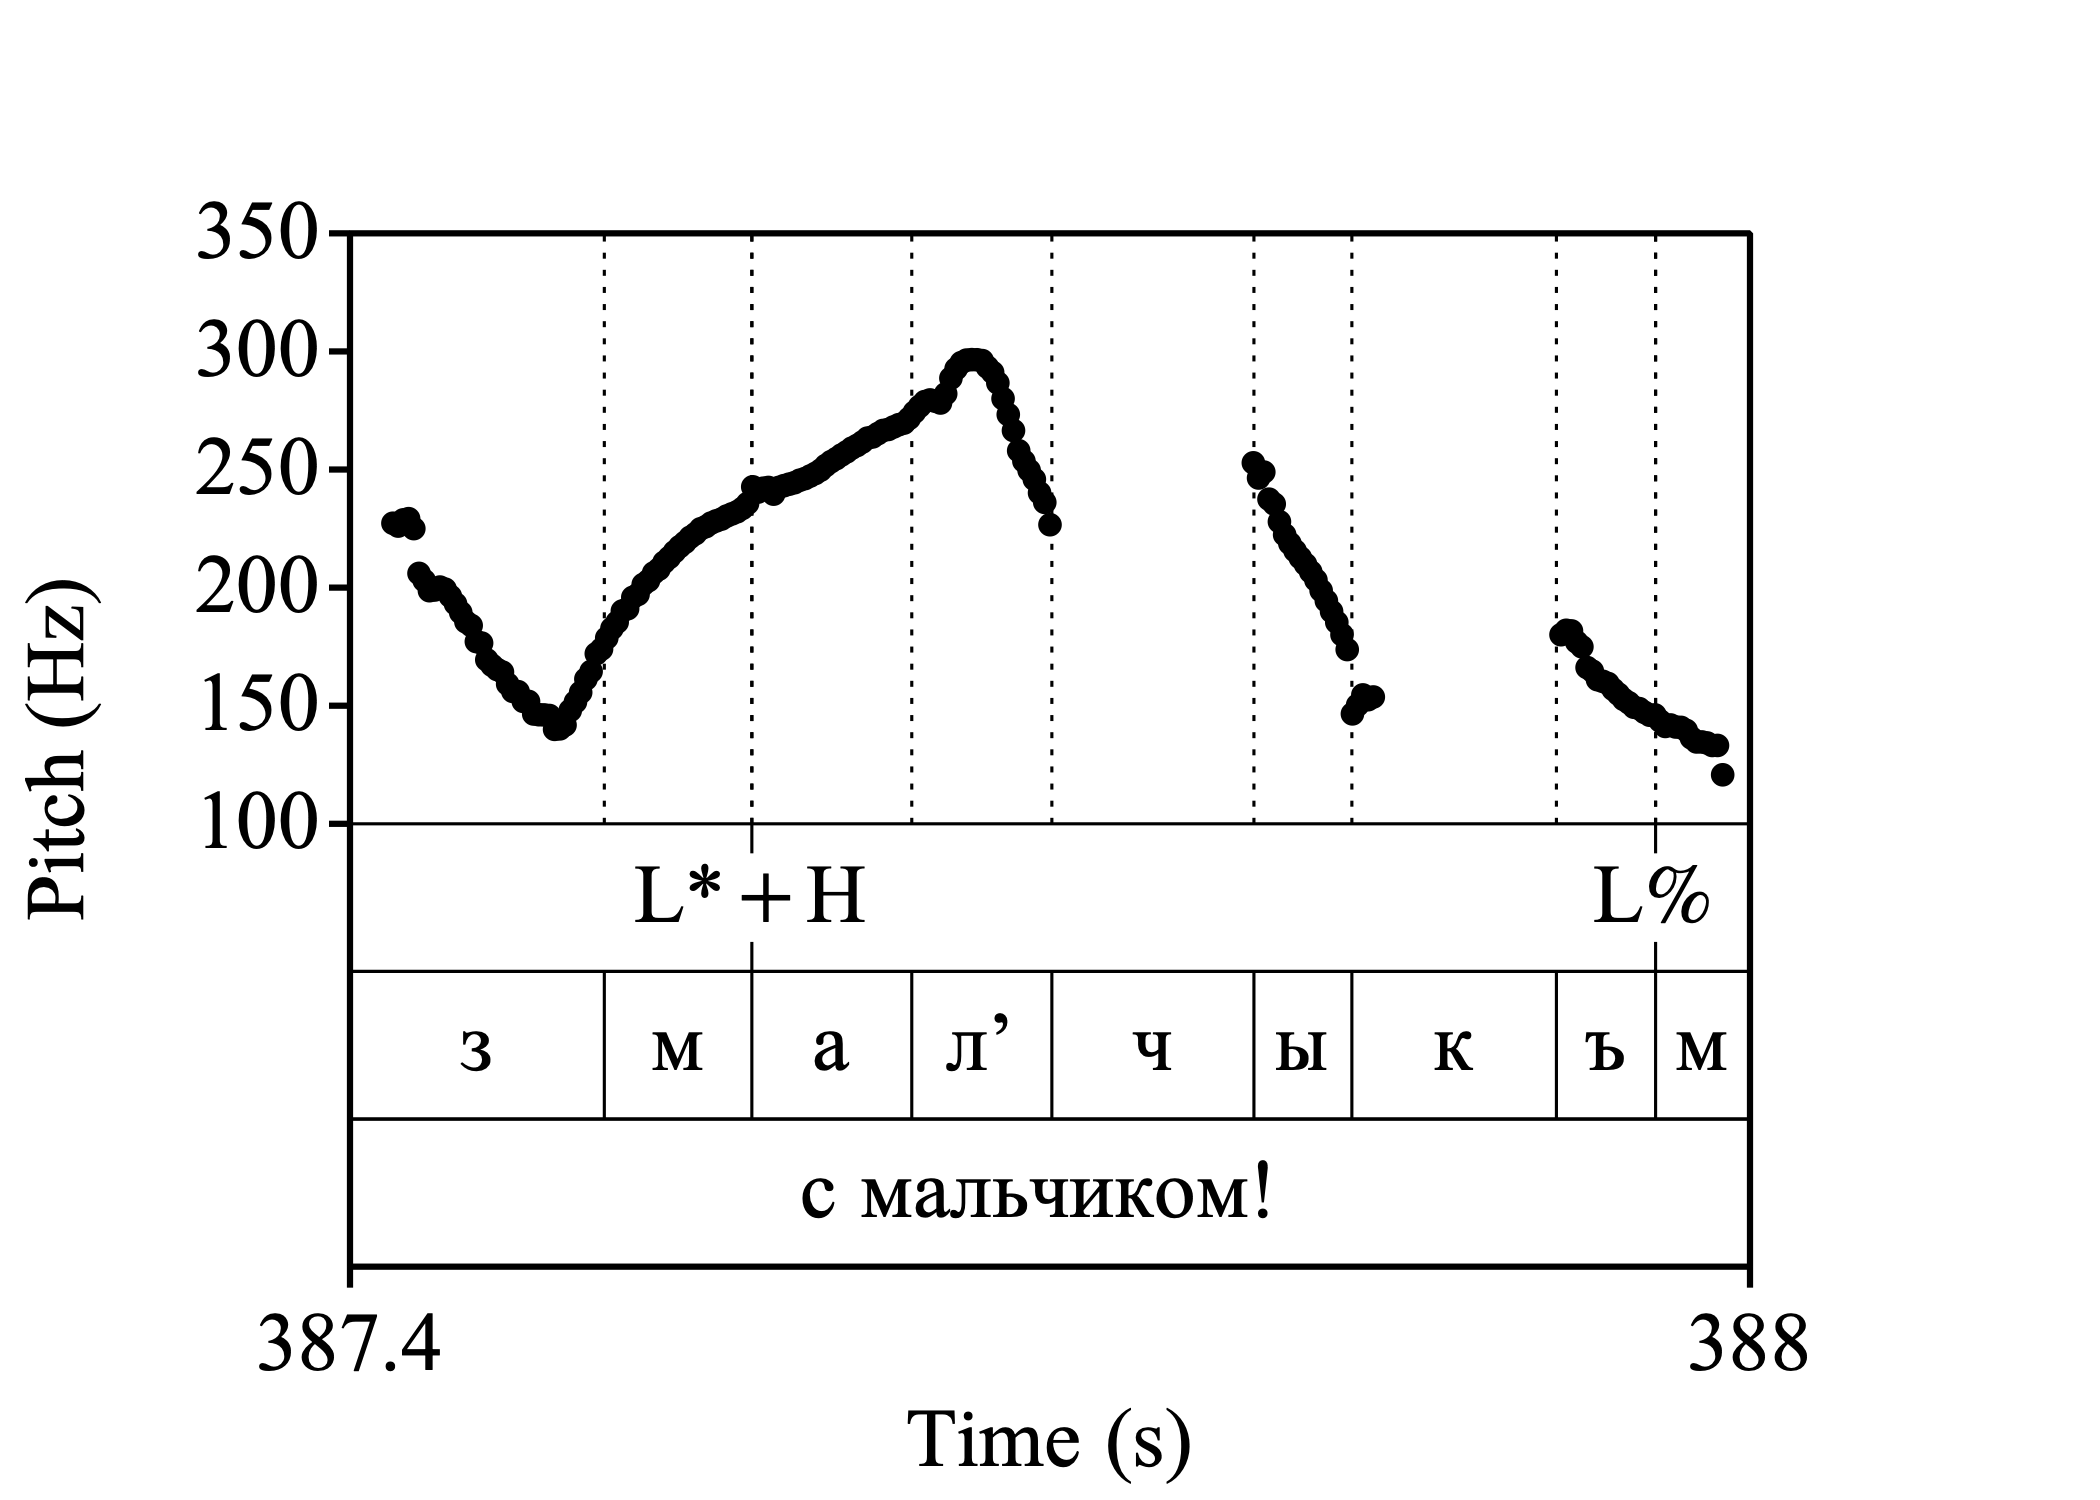 350
300
250
200
150
100
Pitch (Hz)
L*+H L%
з м а л’ ч ы к ъ м
с мальчиком!
387.4 388
Time (s)